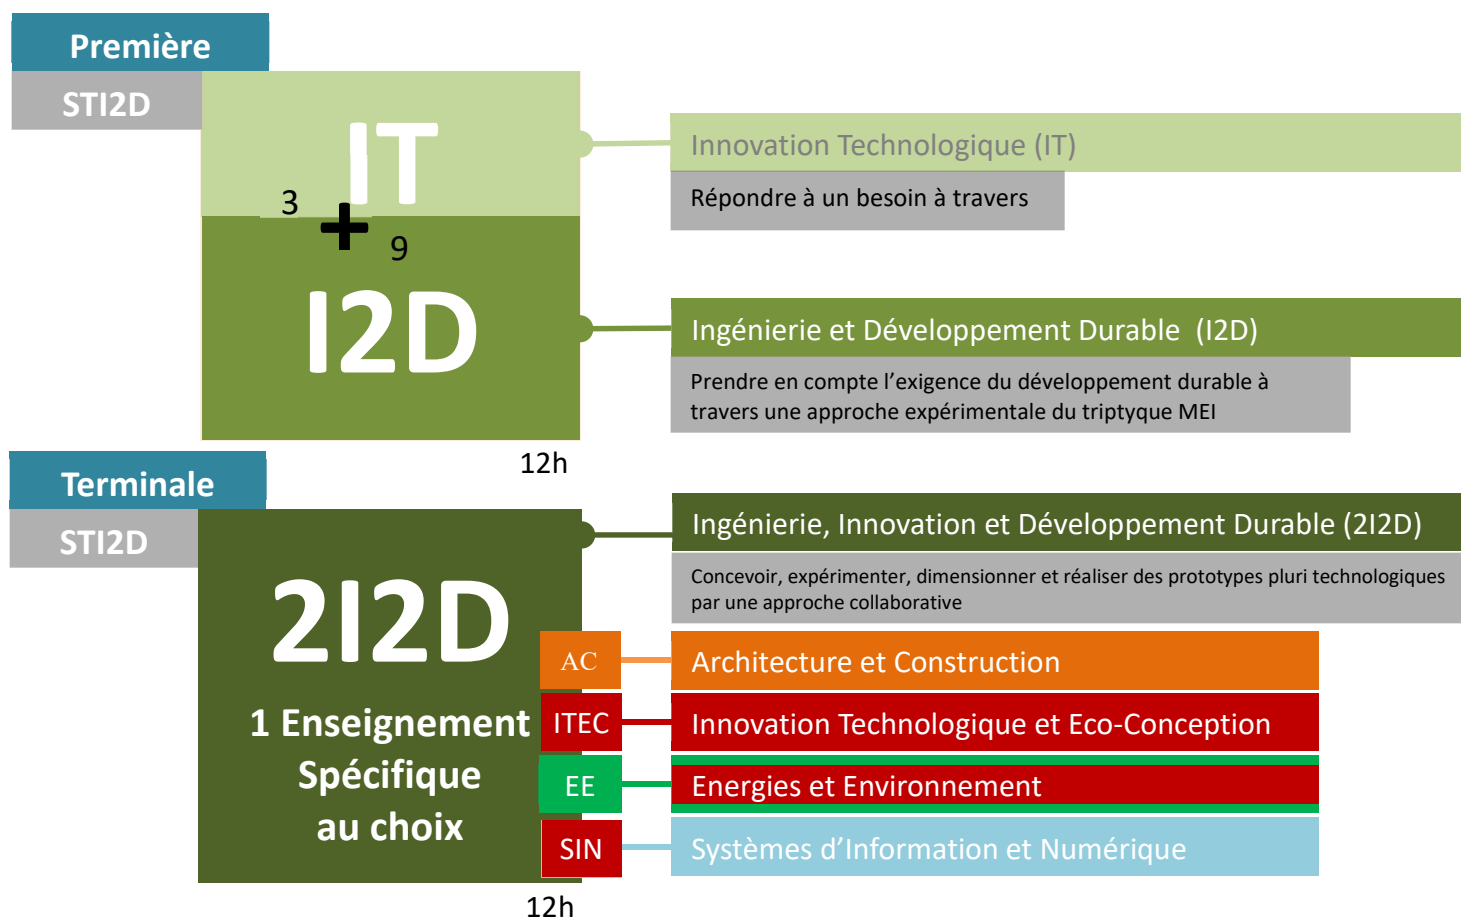 Première
STI2D
IT
3
+
9
I2D
12h
Innovation Technologique (IT)
Répondre à un besoin à travers
Ingénierie et Développement Durable (I2D)
Prendre en compte l’exigence du développement durable à
travers une approche expérimentale du triptyque MEI
Terminale
STI2D
2I2D
1 Enseignement
Spécifique
au choix
12h
Ingénierie, Innovation et Développement Durable (2I2D)
Concevoir, expérimenter, dimensionner et réaliser des prototypes pluri technologiques
par une approche collaborative
AC
Architecture et Construction
ITEC
Innovation Technologique et Eco-Conception
EE
Energies et Environnement
SIN
Systèmes d’Information et Numérique